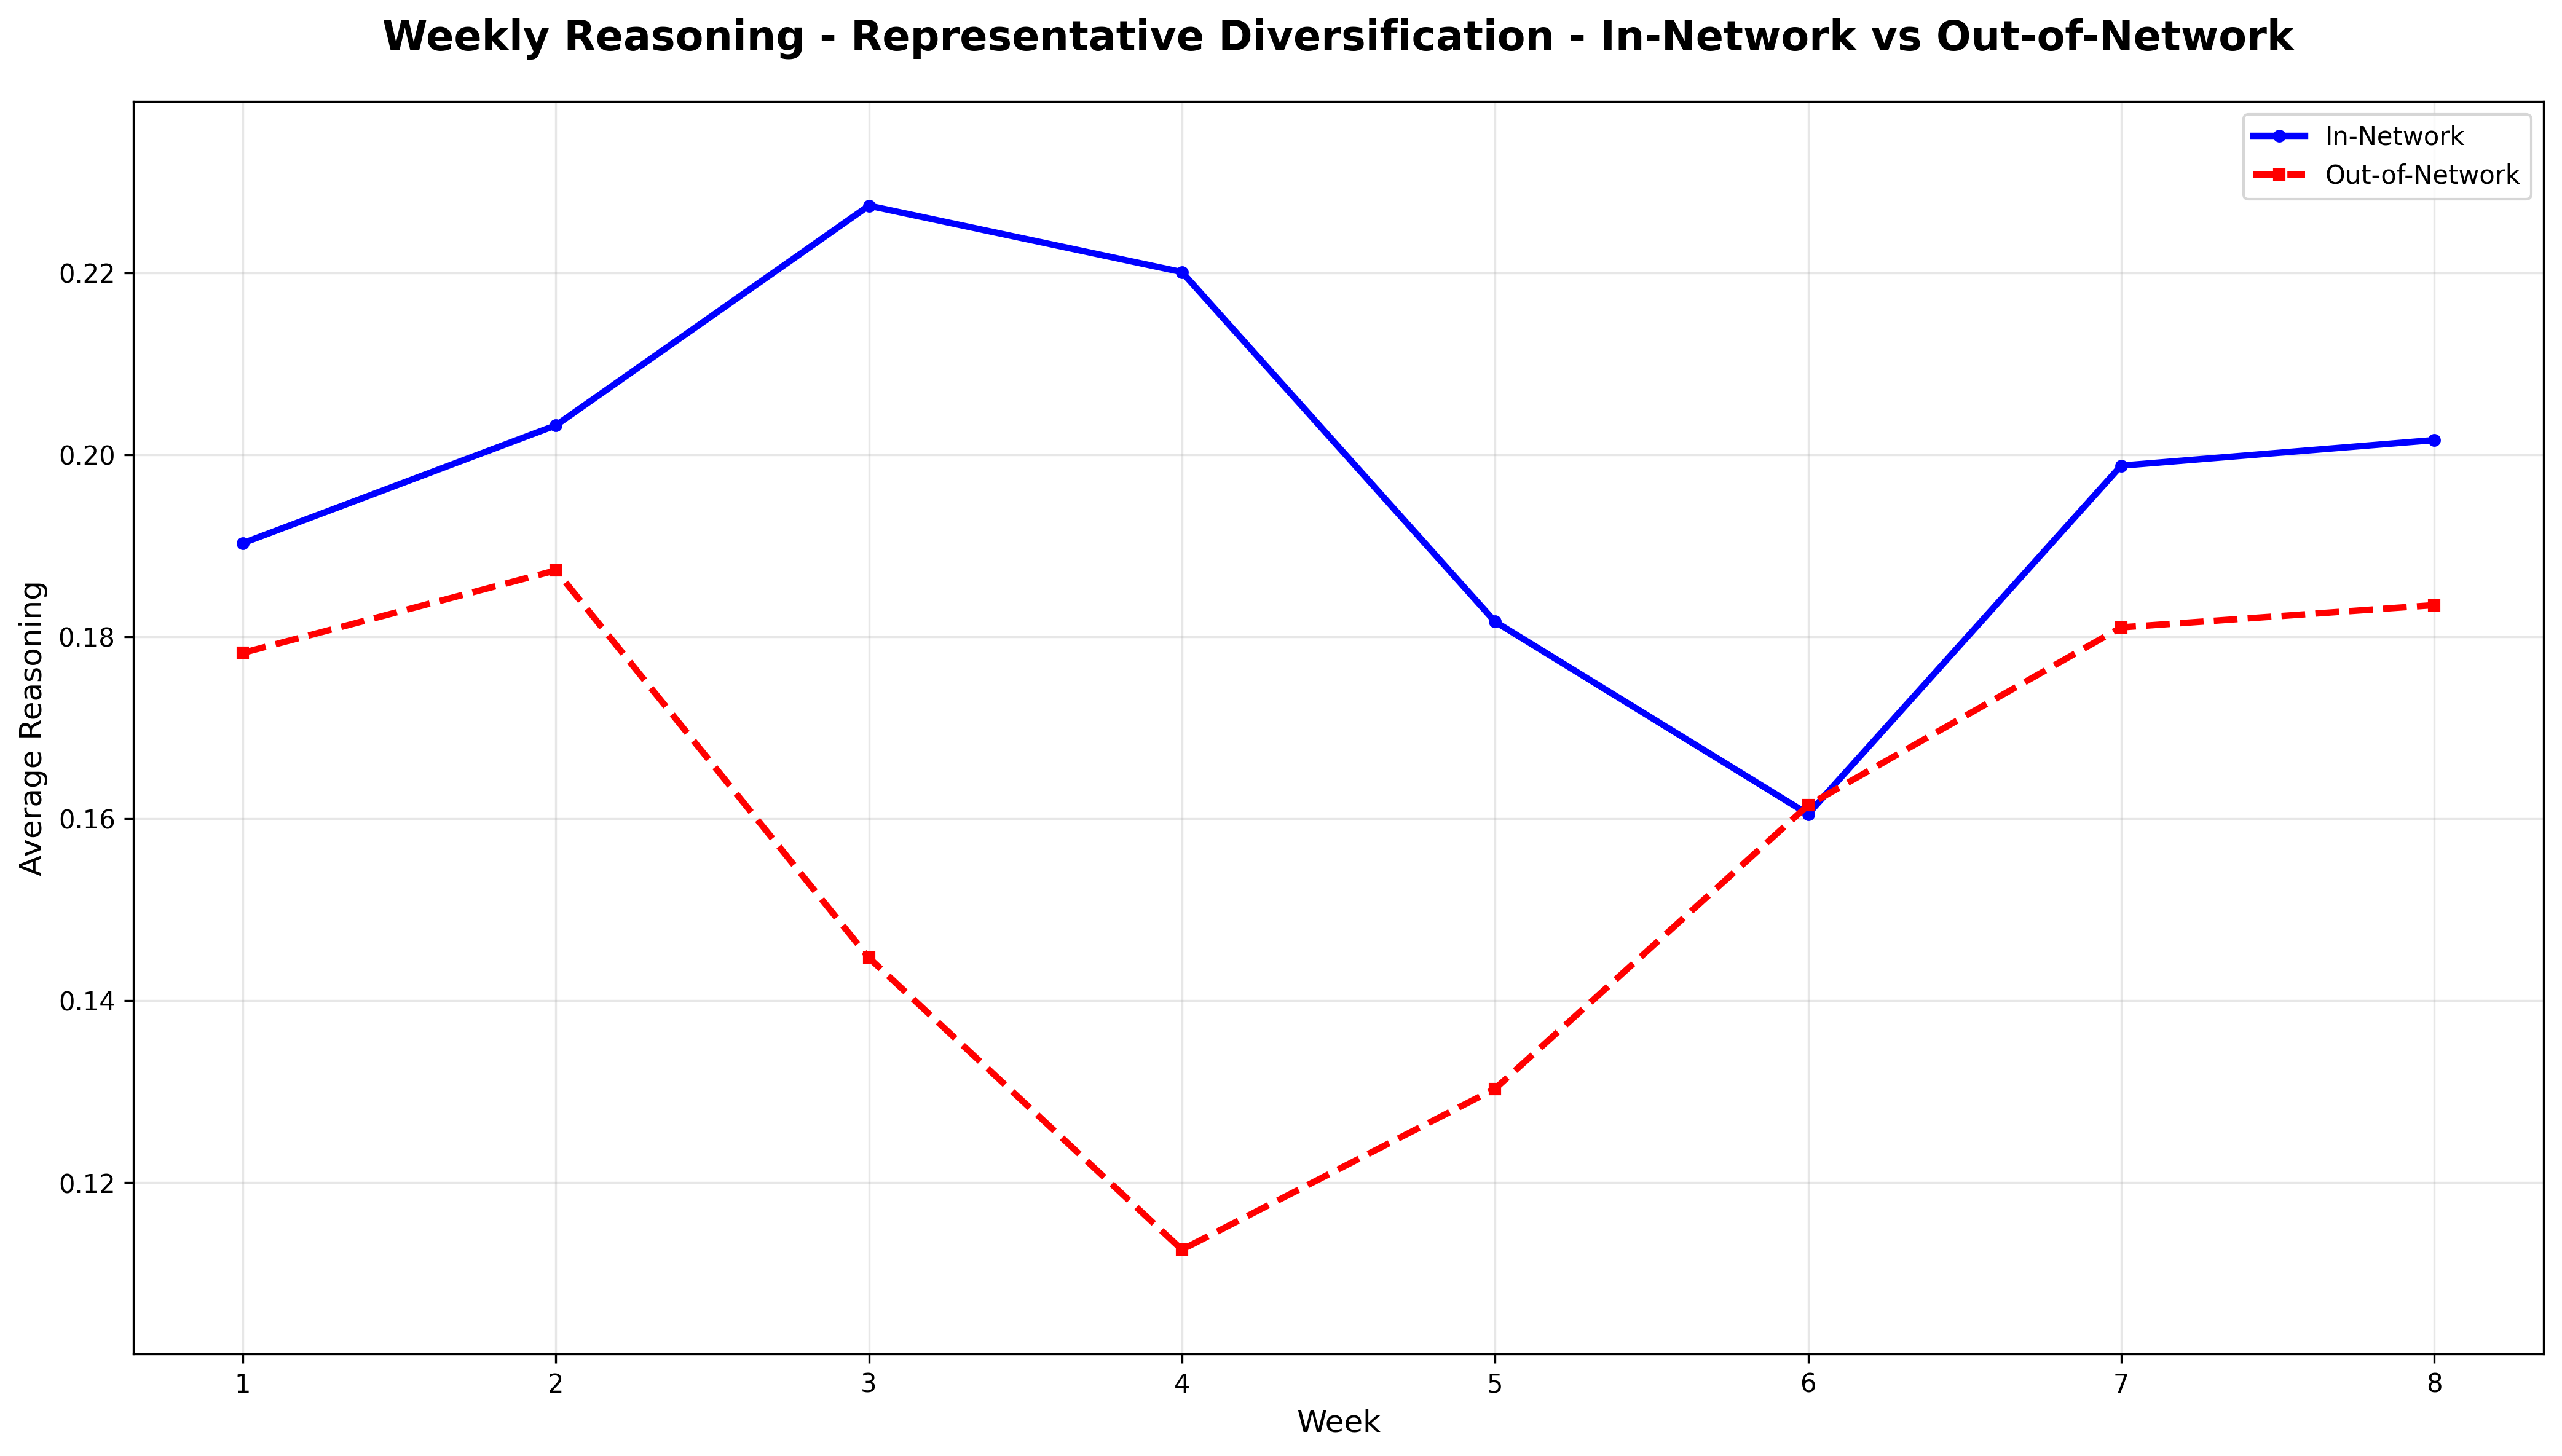 Weekly Reasoning - Representative Diversification - In-Network vs Out-of-Network
In-Network
Out-of-Network
Average Reasoning
0.22
0.20
0.18
0.16
0.14
0.12
1 2 3 4 5 6 7 8
Week